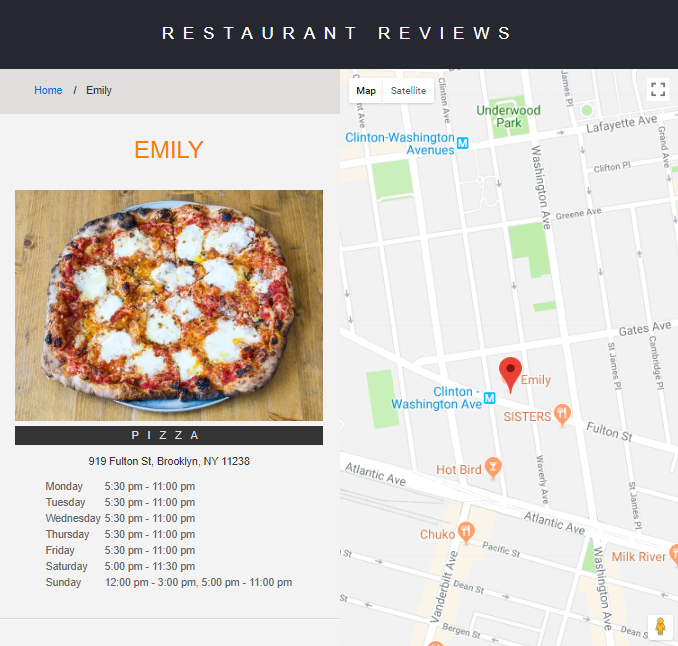 RESTAURANT REVIEWS
Home / Emily
EMILY
PIZZA
919 Fulton St, Brooklyn, NY 11238
Monday 5:30 pm - 11:00 pm
Tuesday 5:30 pm - 11:00 pm
Wednesday 5:30 pm - 11:00 pm
Thursday 5:30 pm - 11:00 pm
Friday 5:30 pm - 11:00 pm
Saturday 5:00 pm - 11:30 pm
Sunday 12:00 pm - 3:00 pm, 5:00 pm - 11:00 pm
Map Satellite
Clinton Ave
James Pl
Underwood
Park
Lafayette Ave
Grand Ave
Clinton-Washington
Avenues
M
Washington Ave
Clifton Pl
Greene Ave
Gates Ave
St James Pl
Cambridge Pl
Emily
Clinton -
Washington Ave
M
SISTERS
Fulton St
Hot Bird
Atlantic Ave
Waverly Ave
St James Pl
Atlantic Ave
Chuko
Pacific St
Milk River
Vanderbilt Ave
Washington Ave
St
Dean St
St
Bergen St
Dean S